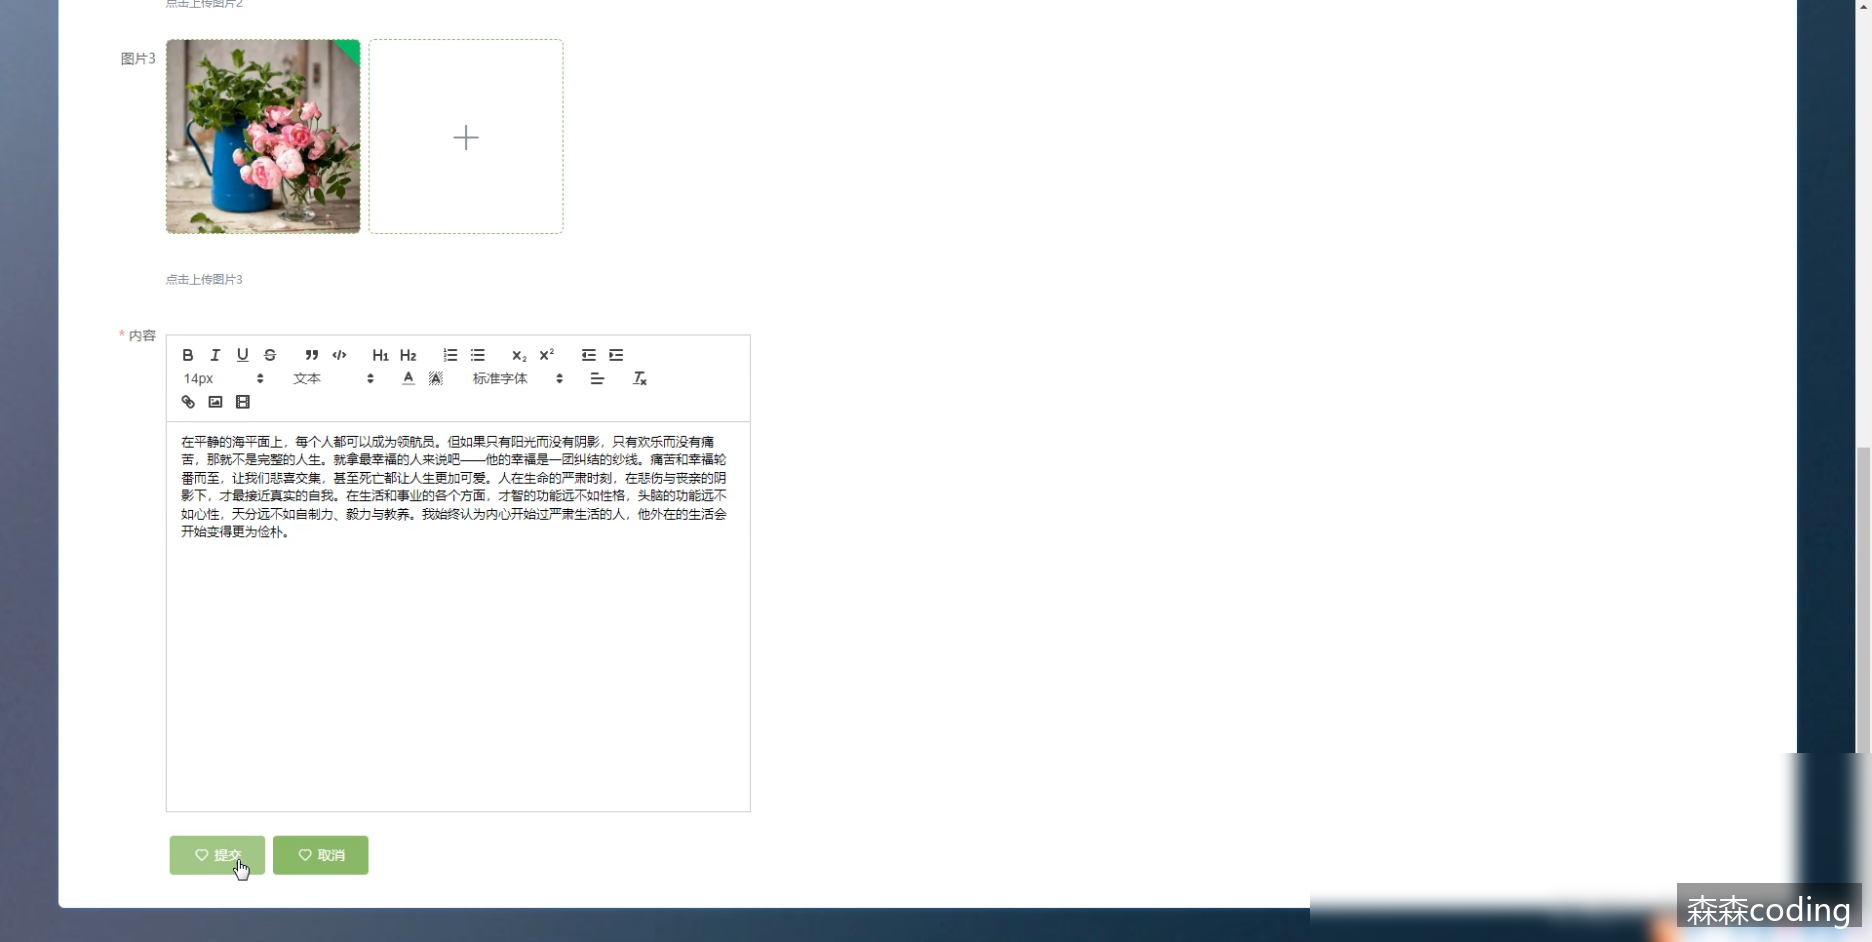 点击上传图片2
图片3
点击上传图片3
* 内容
B I U S H1 H2 X2 X2
14px 文本 A A 标准字体 Tx
在平静的海平面上，每个人都可以成为领航员。但如果只有阳光而没有阴影，只有欢乐而没有痛
苦，那就不是完整的人生。就拿最幸福的人来说吧——他的幸福是一团纠结的纱线。痛苦和幸福轮
番而至，让我们悲喜交集，甚至死亡都让人生更加可爱。人在生命的严肃时刻，在悲伤与丧亲的阴
影下，才最接近真实的自我。在生活和事业的各个方面，才智的功能远不如性格，头脑的功能远不
如心性，天分远不如自制力、毅力与教养。我始终认为内心开始过严肃生活的人，他外在的生活会
开始变得更为俭朴。
提交 取消
森森coding